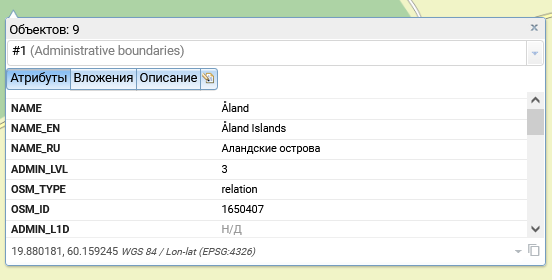 Объектов: 9
#1 (Administrative boundaries)
Атрибуты Вложения Описание
NAME Åland
NAME_EN Åland Islands
NAME_RU Аландские острова
ADMIN_LVL 3
OSM_TYPE relation
OSM_ID 1650407
ADMIN_L1D Н/Д
19.880181, 60.159245 WGS 84 / Lon-lat (EPSG:4326)